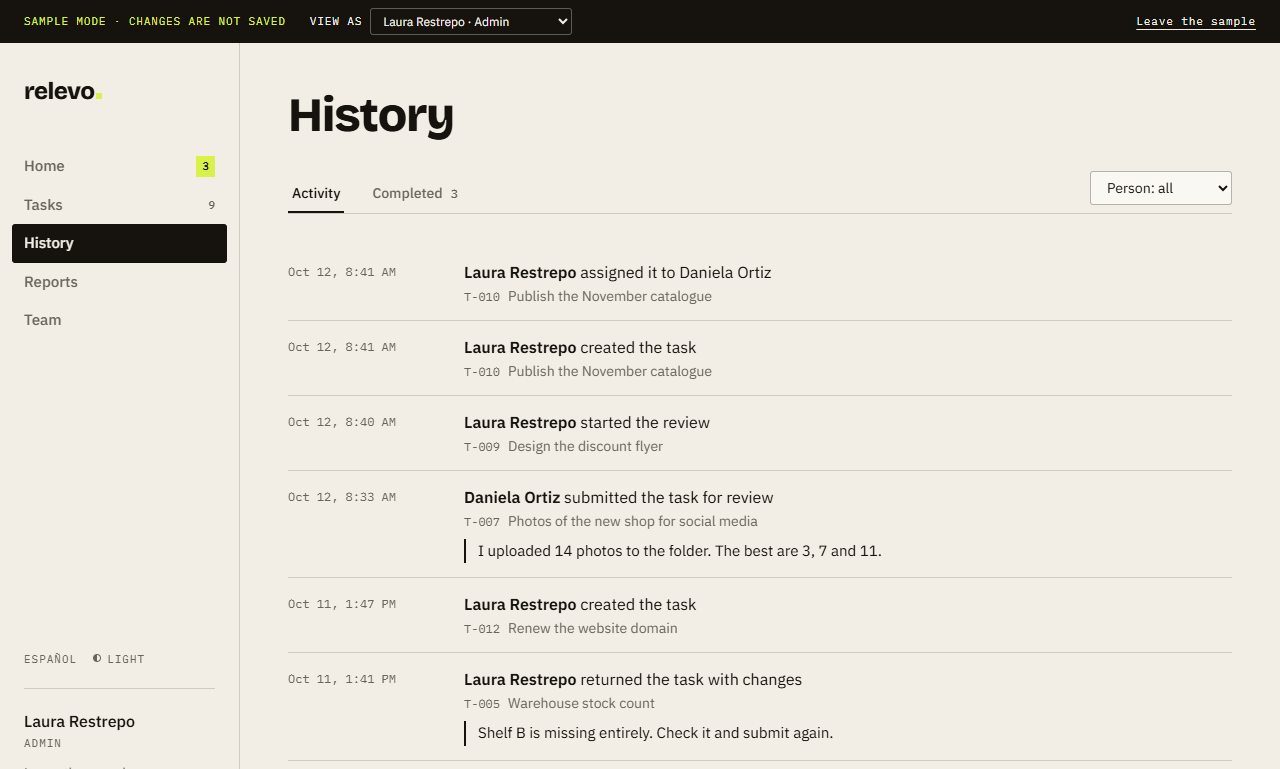 SAMPLE MODE · CHANGES ARE NOT SAVED
VIEW AS
Laura Restrepo · Admin
Leave the sample
relevo.
Home 3
Tasks 9
History
Reports
Team
ESPAÑOL
LIGHT
Laura Restrepo
ADMIN
History
Activity
Completed 3
Person: all
Oct 12, 8:41 AM
Laura Restrepo assigned it to Daniela Ortiz
T-010 Publish the November catalogue
Oct 12, 8:41 AM
Laura Restrepo created the task
T-010 Publish the November catalogue
Oct 12, 8:40 AM
Laura Restrepo started the review
T-009 Design the discount flyer
Oct 12, 8:33 AM
Daniela Ortiz submitted the task for review
T-007 Photos of the new shop for social media
I uploaded 14 photos to the folder. The best are 3, 7 and 11.
Oct 11, 1:47 PM
Laura Restrepo created the task
T-012 Renew the website domain
Oct 11, 1:41 PM
Laura Restrepo returned the task with changes
T-005 Warehouse stock count
Shelf B is missing entirely. Check it and submit again.